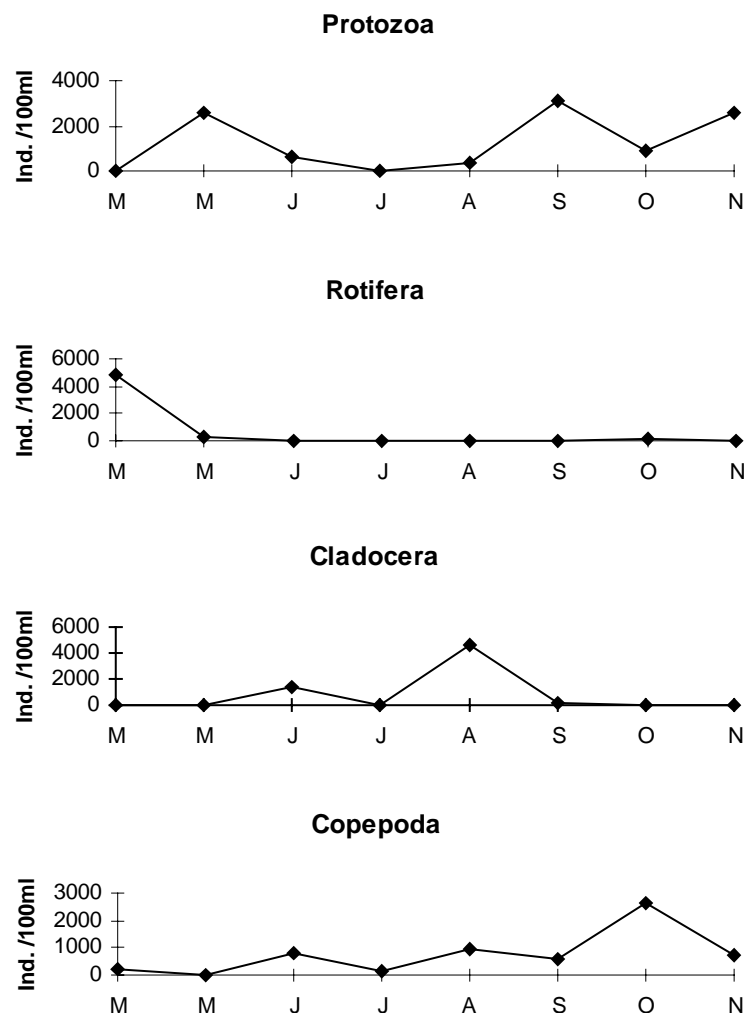 Protozoa
Ind. /100ml
4000
2000
0
M M J J A S O N
Rotifera
Ind. /100ml
6000
4000
2000
0
M M J J A S O N
Cladocera
Ind. /100ml
6000
4000
2000
0
M M J J A S O N
Copepoda
Ind. /100ml
3000
2000
1000
0
M M J J A S O N